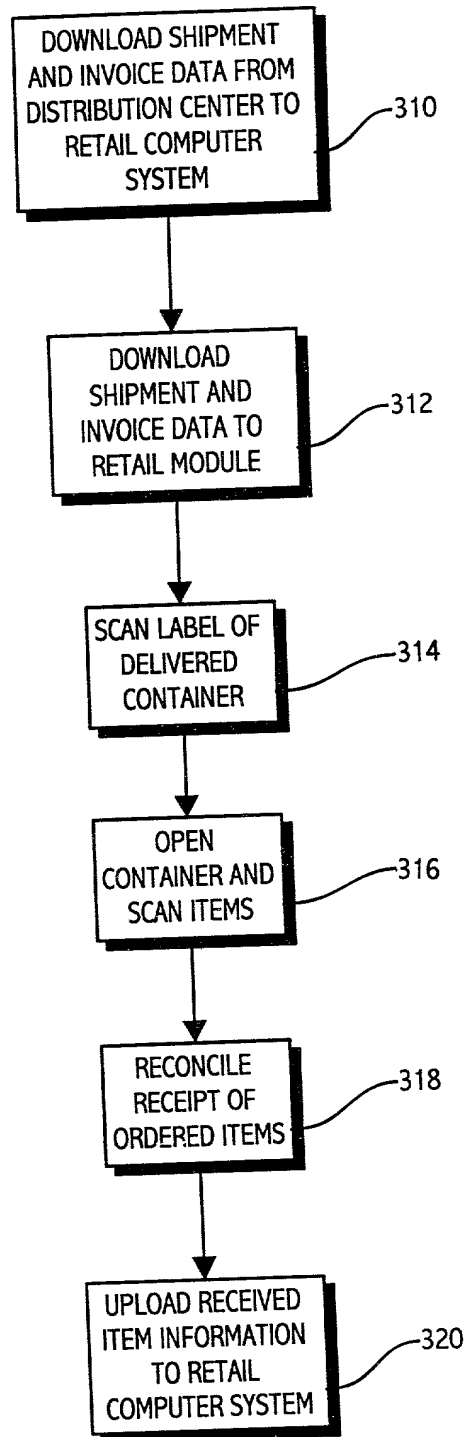 DOWNLOAD SHIPMENT
AND INVOICE DATA FROM
DISTRIBUTION CENTER TO
RETAIL COMPUTER
SYSTEM
310
DOWNLOAD
SHIPMENT AND
INVOICE DATA TO
RETAIL MODULE
312
SCAN LABEL OF
DELIVERED
CONTAINER
314
OPEN
CONTAINER AND
SCAN ITEMS
316
RECONCILE
RECEIPT OF
ORDERED ITEMS
318
UPLOAD RECEIVED
ITEM INFORMATION
TO RETAIL
COMPUTER SYSTEM
320